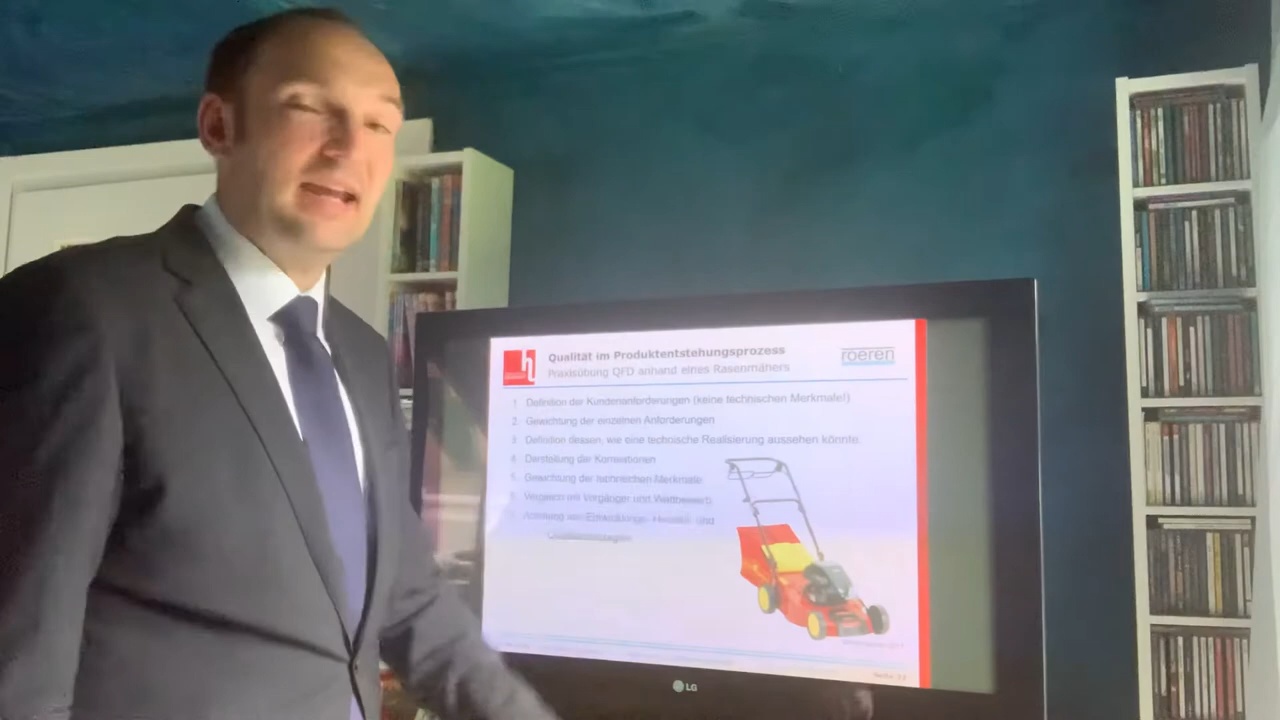 Qualität im Produktentstehungsprozess
Praxisübung QFD anhand eines Rasenmähers
roeren
1. Definition der Kundenanforderungen (keine technischen Merkmale!)
2. Gewichtung der einzelnen Anforderungen
3. Definition dessen, wie eine technische Realisierung aussehen könnte
4. Darstellung der Korrelationen
5. Gewichtung der technischen Merkmale
6. Vergleich mit Vorgänger und Wettbewerb
und
LG